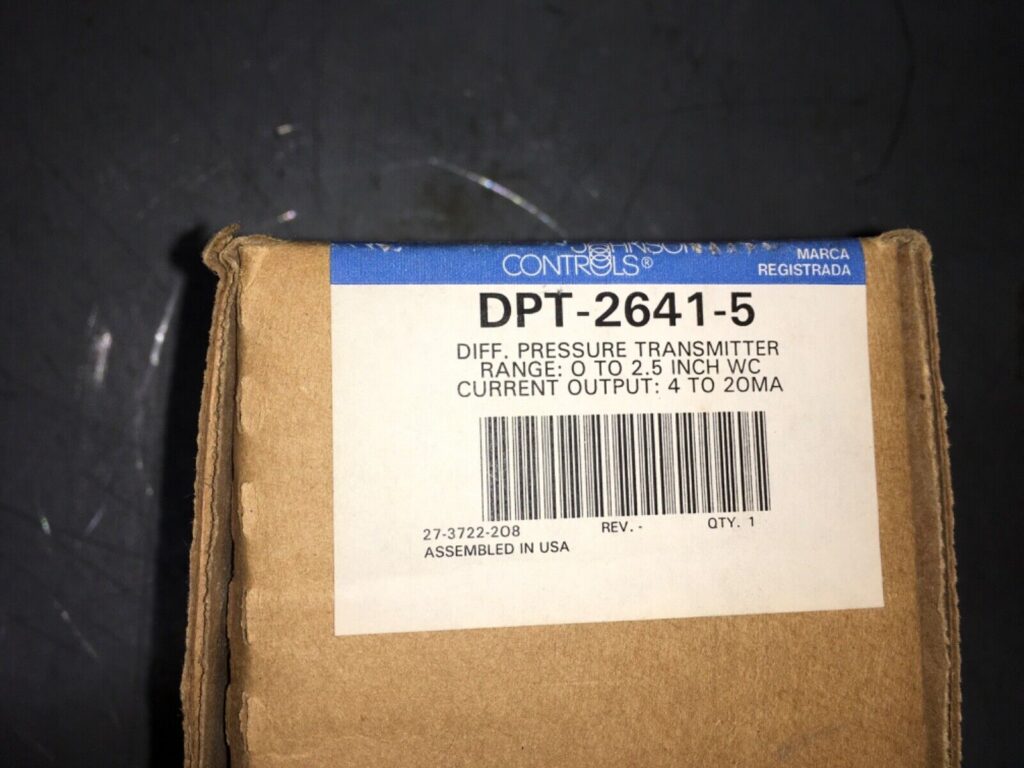 JOHNSON
CONTROLS®
MARCA
REGISTRADA
DPT-2641-5
DIFF. PRESSURE TRANSMITTER
RANGE: 0 TO 2.5 INCH WC
CURRENT OUTPUT: 4 TO 20MA
27-3722-208
REV. -
QTY. 1
ASSEMBLED IN USA